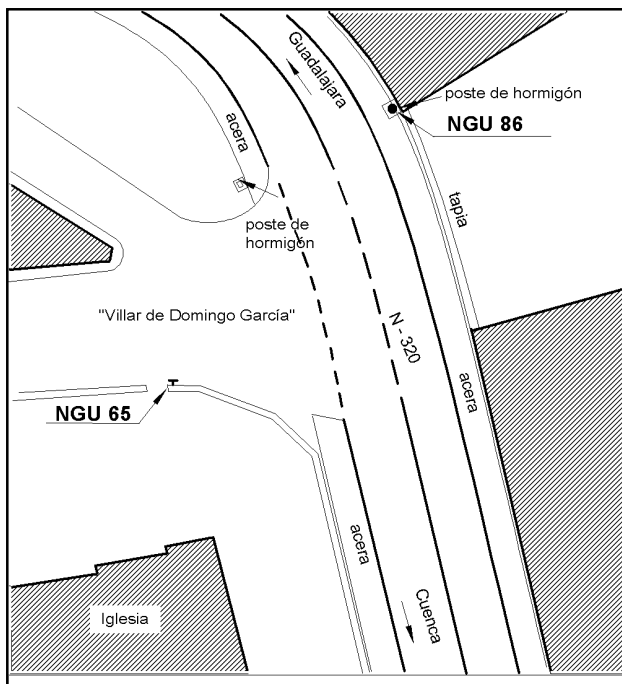 Guadalajara
poste de hormigón
NGU 86
acera
poste de
hormigón
tapia
"Villar de Domingo García"
N - 320
acera
NGU 65
acera
Cuenca
Iglesia